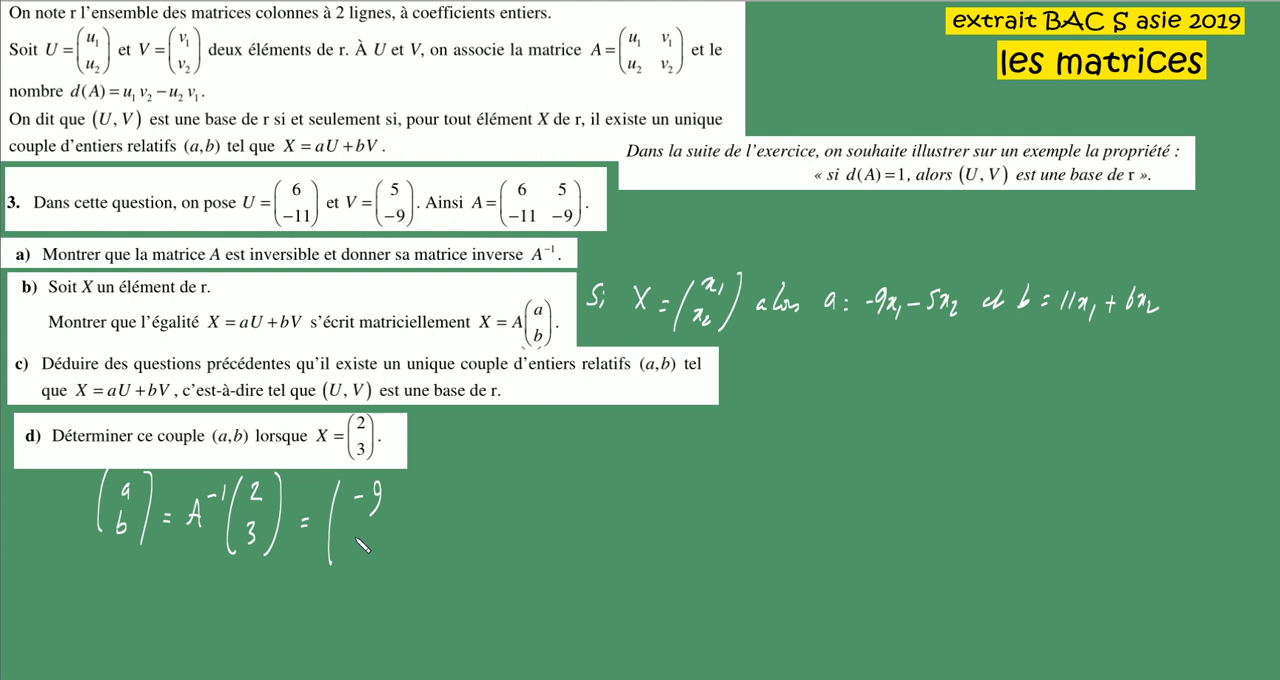 On note r l'ensemble des matrices colonnes à 2 lignes, à coefficients entiers.
Soit U = (u₁ u₂) et V = (v₁ v₂) deux éléments de r. À U et V, on associe la matrice A = (u₁ v₁ u₂ v₂) et le
nombre d(A) = u₁ v₂ − u₂ v₁.
On dit que (U, V) est une base de r si et seulement si, pour tout élément X de r, il existe un unique
couple d'entiers relatifs (a,b) tel que X = aU + bV.
extrait BAC S asie 2019
les matrices
Dans la suite de l'exercice, on souhaite illustrer sur un exemple la propriété :
« si d(A) = 1, alors (U, V) est une base de r ».
3. Dans cette question, on pose U = (6 −11) et V = (5 −9). Ainsi A = (6 5 −11 −9).
a) Montrer que la matrice A est inversible et donner sa matrice inverse A⁻¹.
b) Soit X un élément de r.
Montrer que l'égalité X = aU + bV s'écrit matriciellement X = A(a b).
Si X = (x₁ x₂) alors a : -9x₁ - 5x₂ et b = 11x₁ + 6x₂
c) Déduire des questions précédentes qu'il existe un unique couple d'entiers relatifs (a,b) tel
que X = aU + bV, c'est-à-dire tel que (U, V) est une base de r.
d) Déterminer ce couple (a,b) lorsque X = (2 3).
(a b) = A⁻¹ (2 3) = ( -9